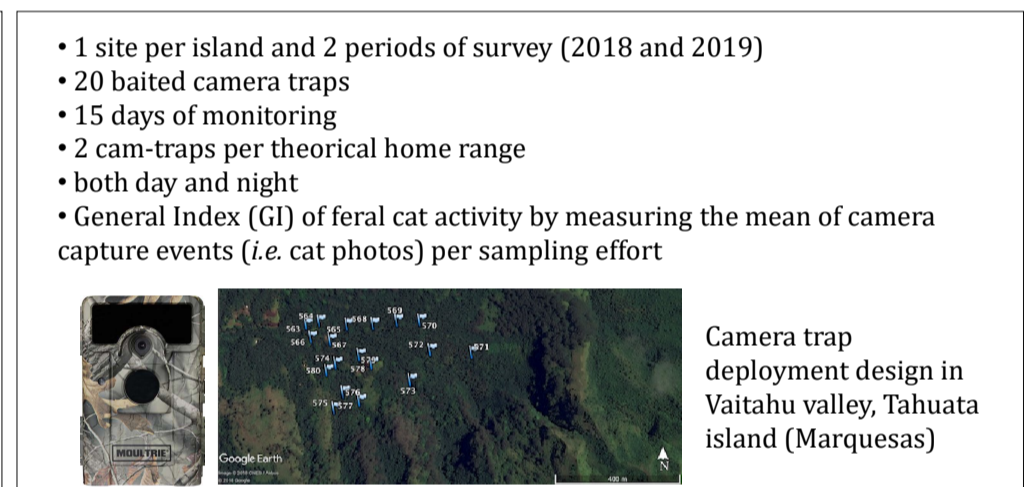 • 1 site per island and 2 periods of survey (2018 and 2019)
• 20 baited camera traps
• 15 days of monitoring
• 2 cam-traps per theorical home range
• both day and night
• General Index (GI) of feral cat activity by measuring the mean of camera
capture events (i.e. cat photos) per sampling effort
569
564
568
563
565
570
566
567
572
571
574
580
578
573
576
575
577
MOULTRIE
Google Earth
N
400 m
Camera trap
deployment design in
Vaitahu valley, Tahuata
island (Marquesas)